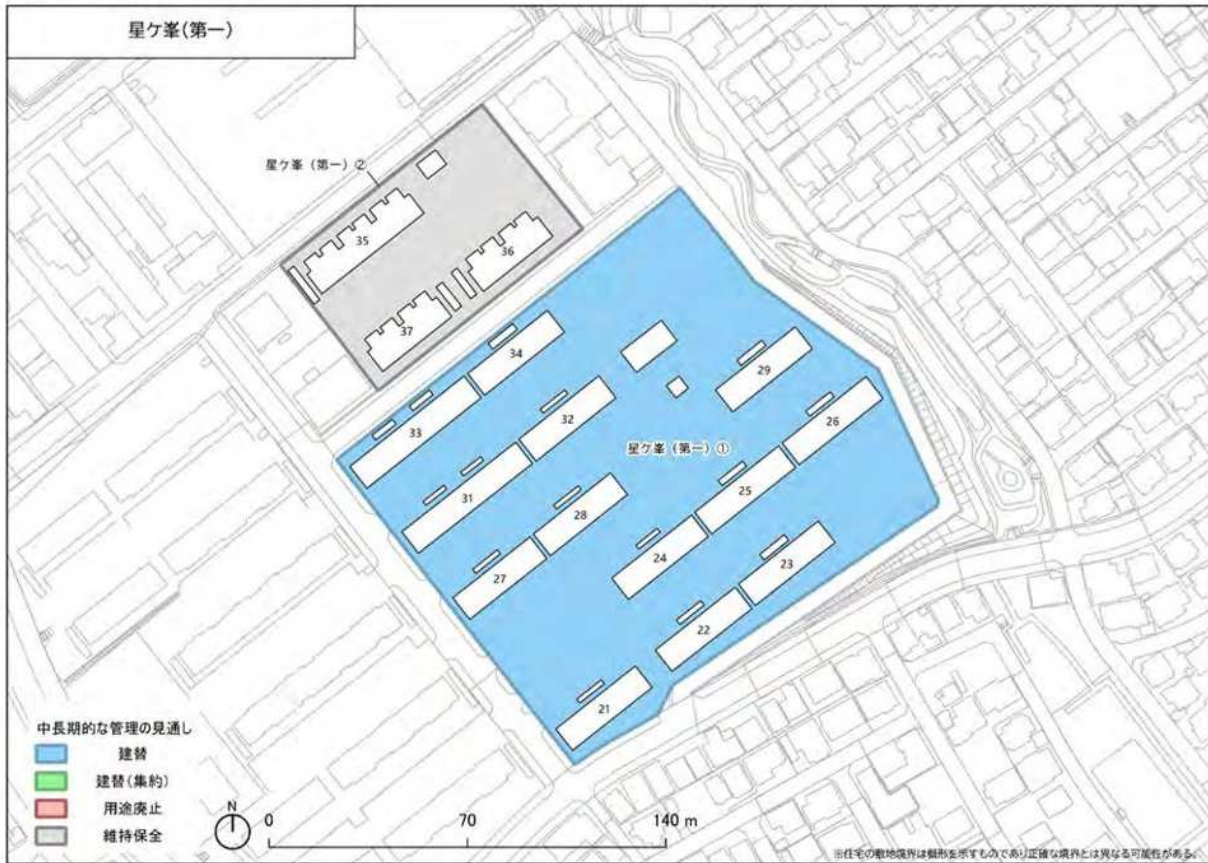 星ケ峯(第一)
星ケ峯(第一)②
35
36
37
34
33
32
29
26
星ケ峯(第一)①
31
25
28
24
27
23
22
21
中長期的な管理の見通し
建替
建替(集約)
用途廃止
維持保全
N
0 70 140 m
※住宅の敷地境界は概形を示すものであり正確な境界とは異なる可能性がある。